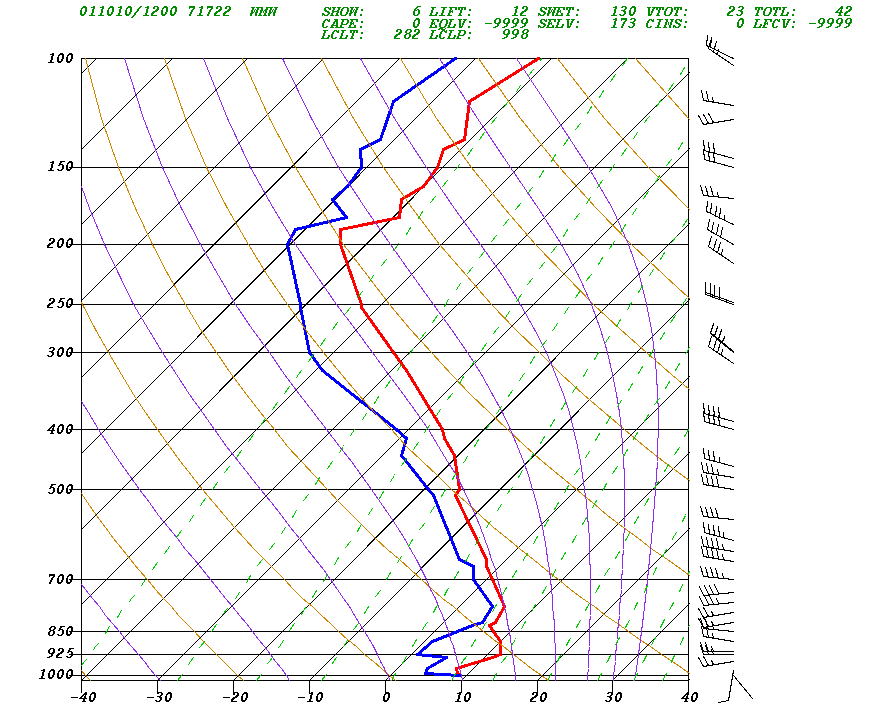 011010/1200 71722 WMW SHOW: 6 LIFT: 12 SWET: 130 VTOT: 23 TOTL: 42
CAPE: 0 EQLV: -9999 SELV: 173 CINS: 0 LFCV: -9999
LCLT: 282 LCLP: 998
100
150
200
250
300
400
500
700
850
925
1000
-40 -30 -20 -10 0 10 20 30 40